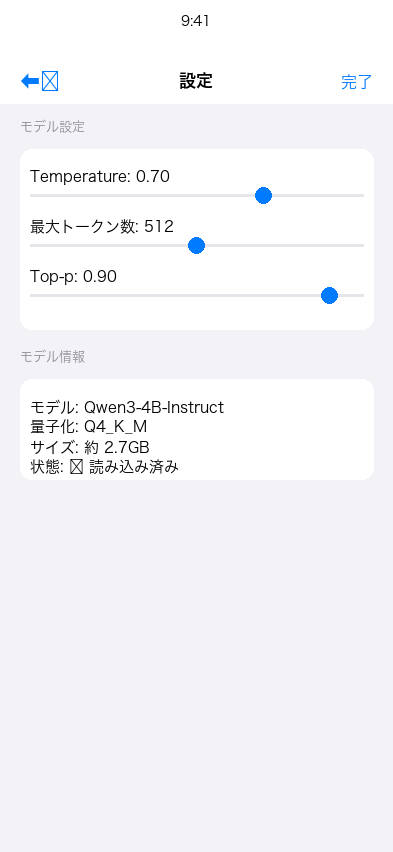 9:41
設定
完了
モデル設定
Temperature: 0.70
最大トークン数: 512
Top-p: 0.90
モデル情報
モデル: Qwen3-4B-Instruct
量子化: Q4_K_M
サイズ: 約 2.7GB
状態: 読み込み済み